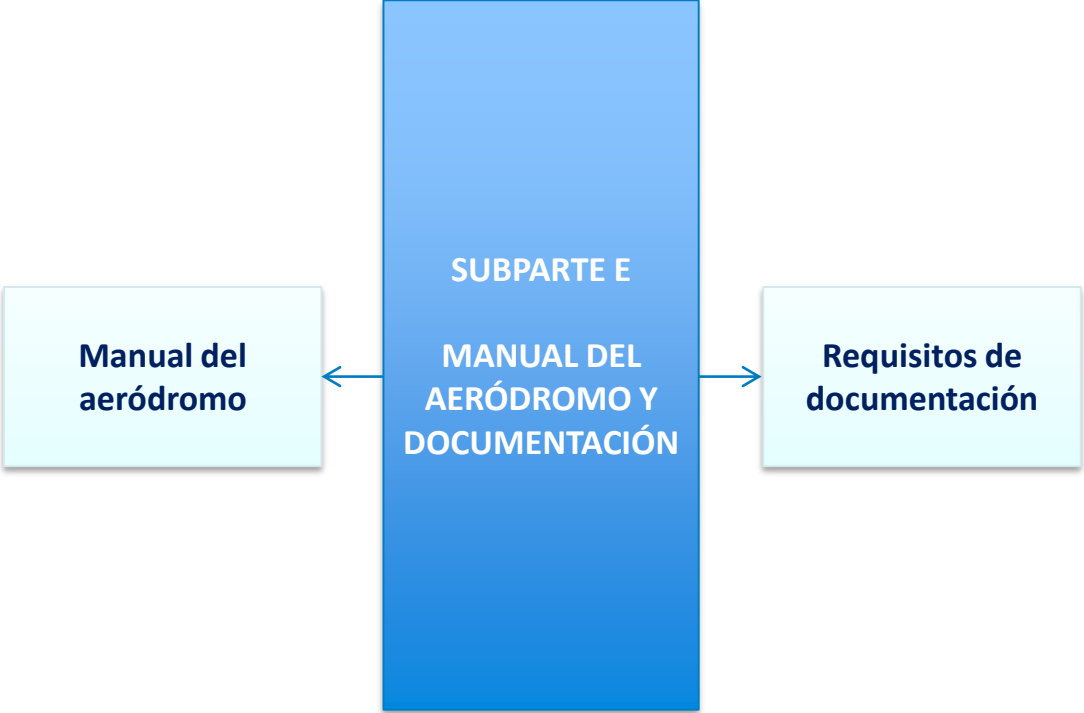 Manual del
aeródromo
SUBPARTE E
MANUAL DEL
AERÓDROMO Y
DOCUMENTACIÓN
Requisitos de
documentación